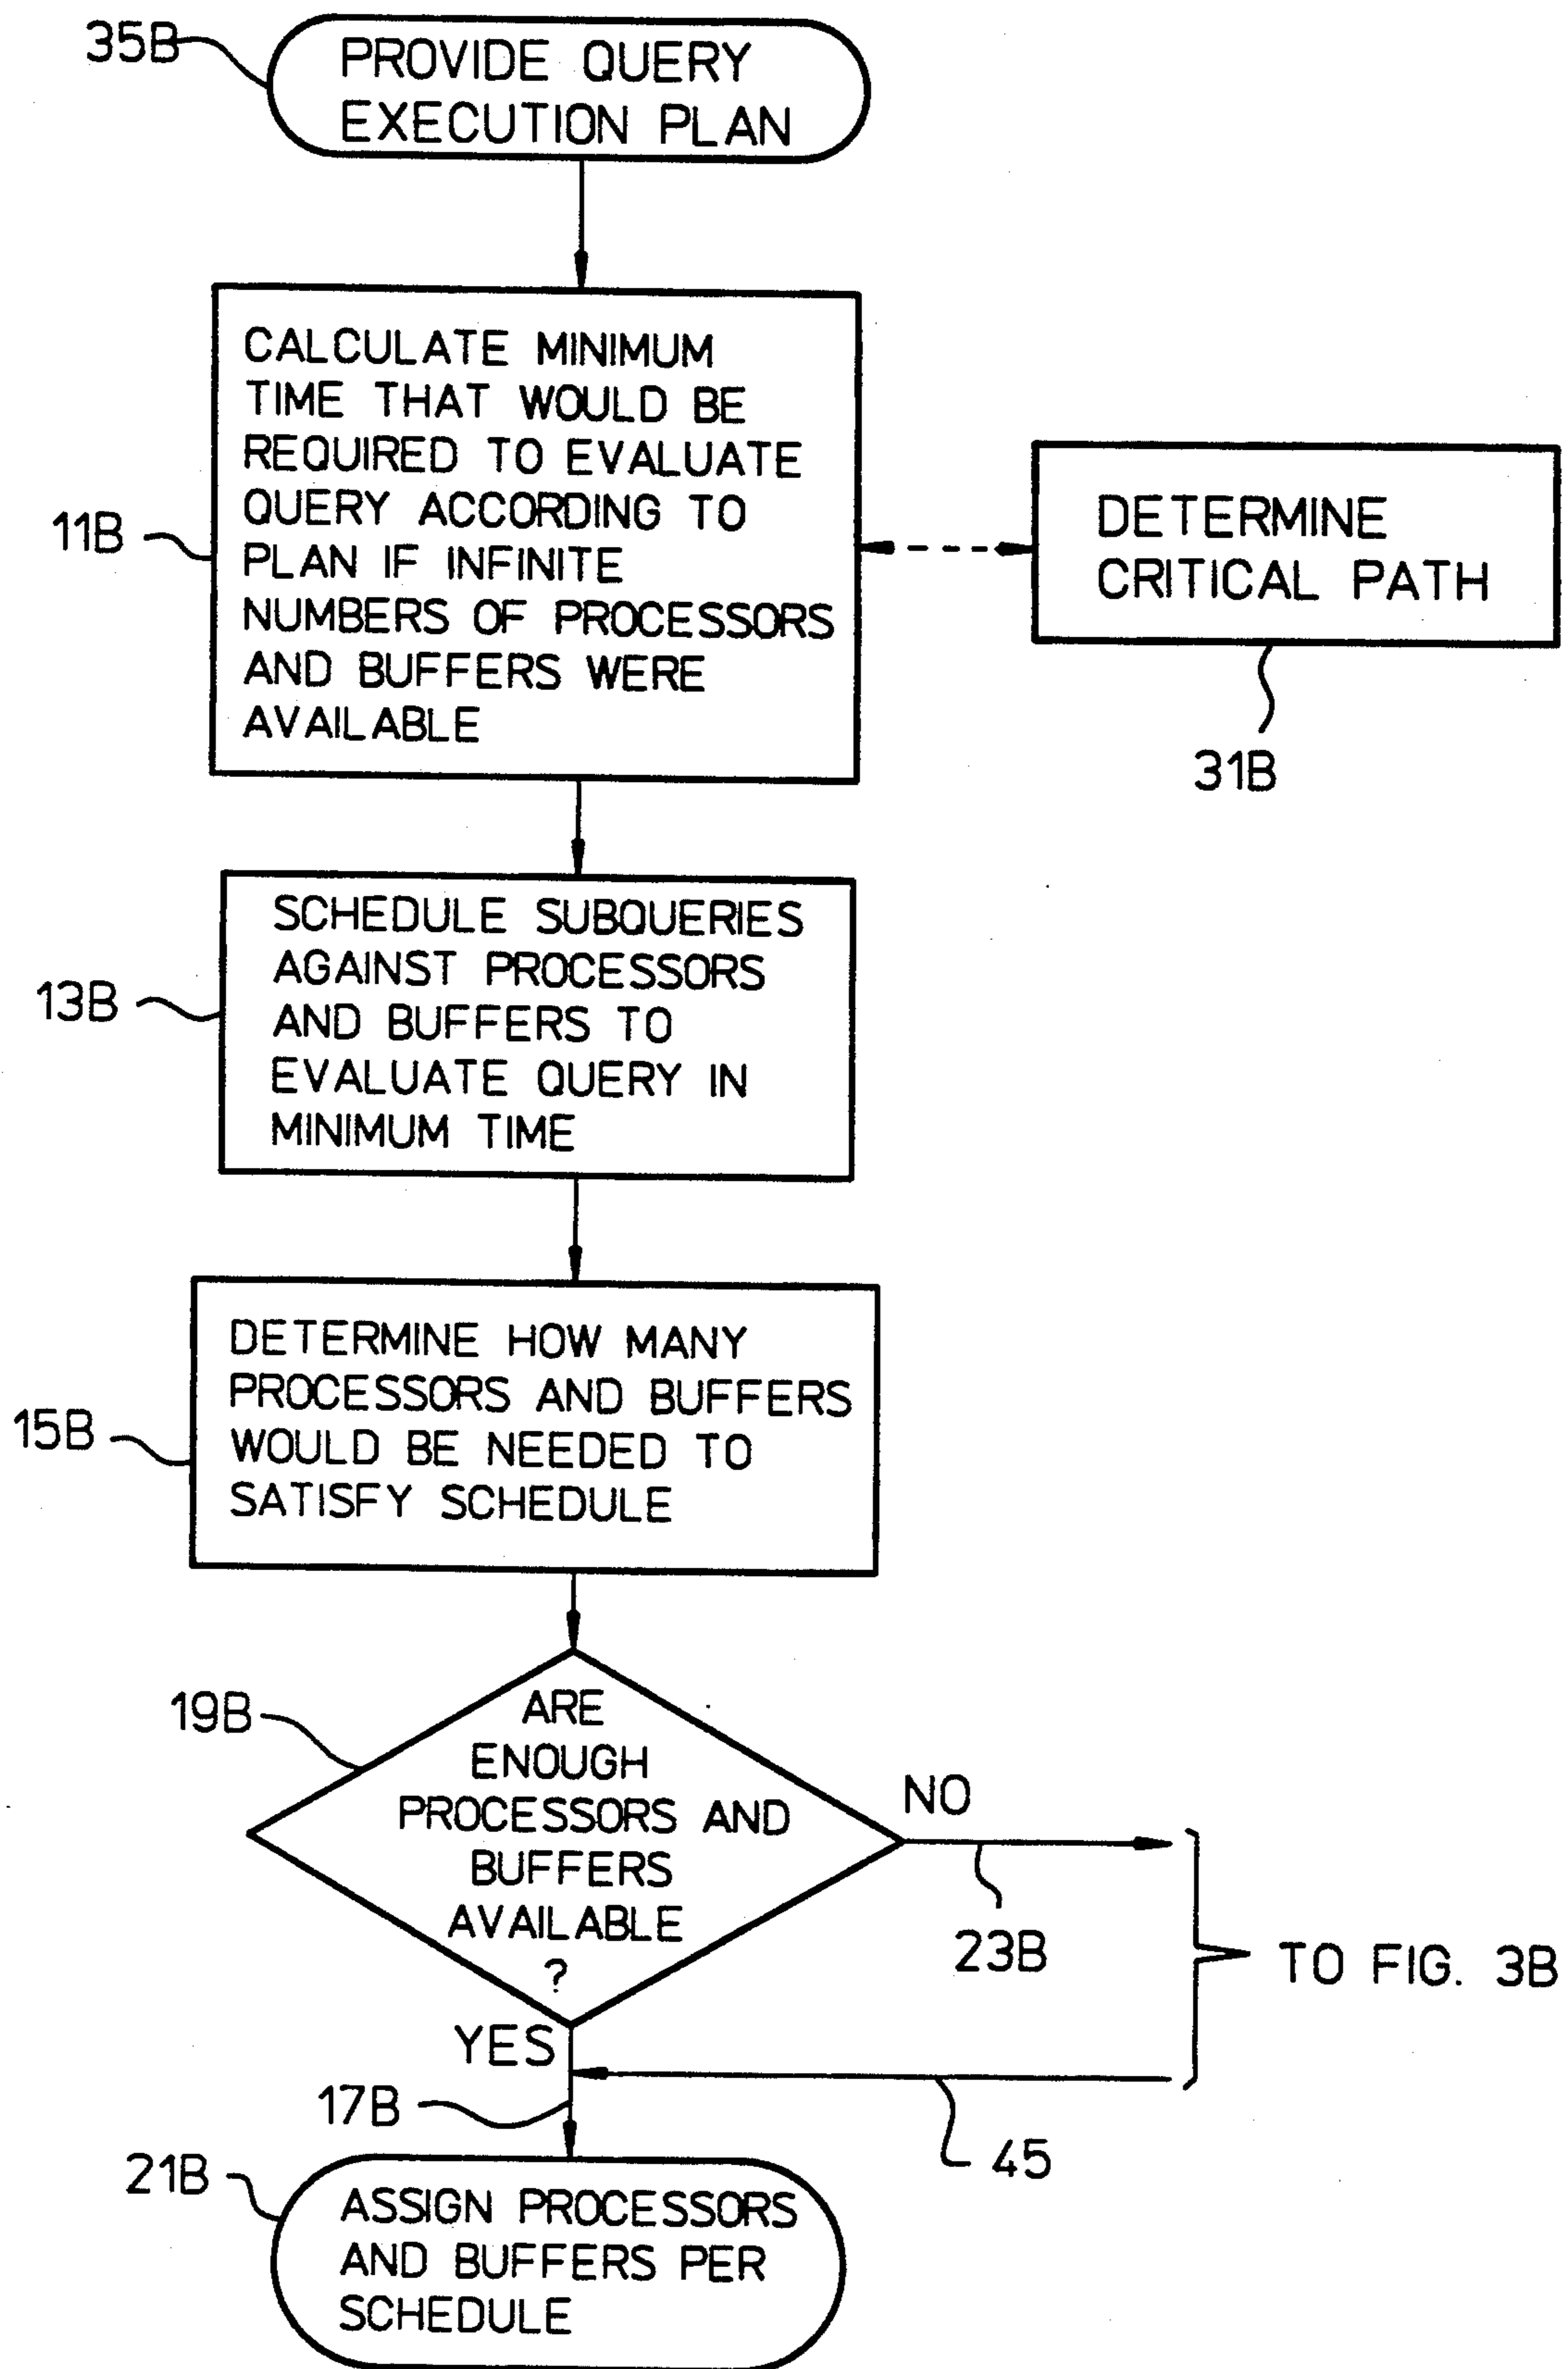 35B
PROVIDE QUERY
EXECUTION PLAN
CALCULATE MINIMUM
TIME THAT WOULD BE
REQUIRED TO EVALUATE
QUERY ACCORDING TO
PLAN IF INFINITE
NUMBERS OF PROCESSORS
AND BUFFERS WERE
AVAILABLE
11B
DETERMINE
CRITICAL PATH
31B
SCHEDULE SUBQUERIES
AGAINST PROCESSORS
AND BUFFERS TO
EVALUATE QUERY IN
MINIMUM TIME
13B
DETERMINE HOW MANY
PROCESSORS AND BUFFERS
WOULD BE NEEDED TO
SATISFY SCHEDULE
15B
19B
ARE
ENOUGH
PROCESSORS AND
BUFFERS
AVAILABLE
?
NO
23B
TO FIG. 3B
YES
17B
45
21B
ASSIGN PROCESSORS
AND BUFFERS PER
SCHEDULE